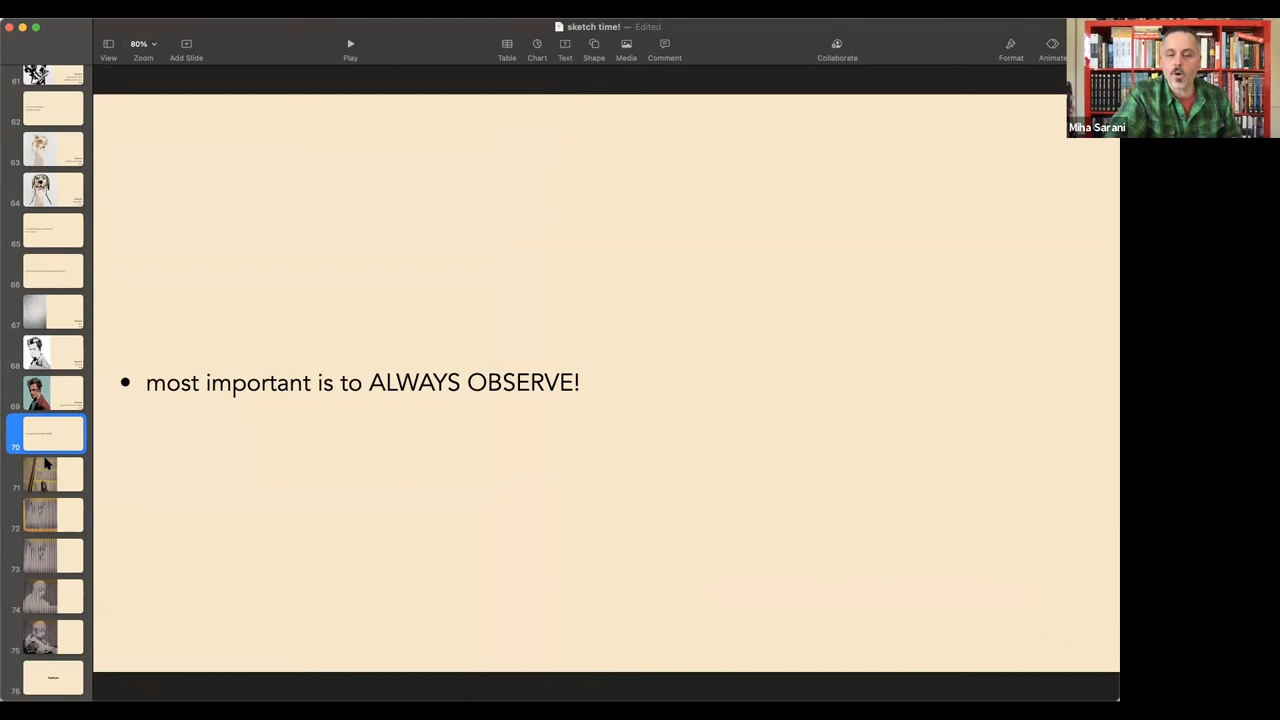 sketch time! — Edited
80%
View
Zoom
Add Slide
Play
Table
Chart
Text
Shape
Media
Comment
Collaborate
Format
Animate
Miha Sarani
• most important is to ALWAYS OBSERVE!
61
62
63
64
65
66
67
68
69
70
71
72
73
74
75
76